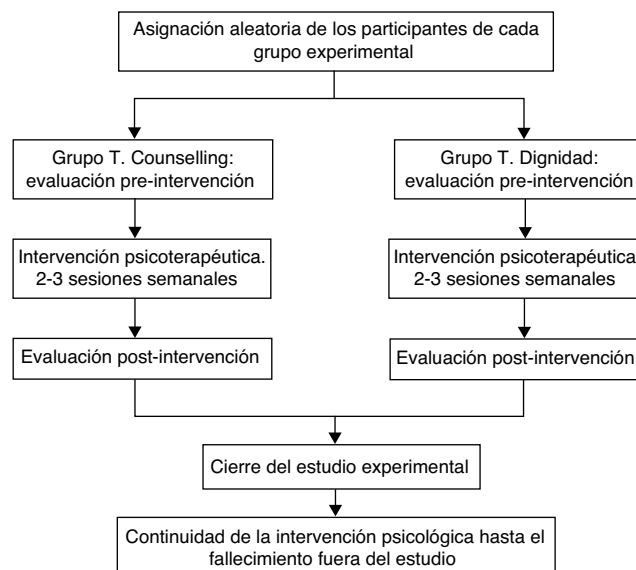 Asignación aleatoria de los participantes de cada
grupo experimental
Grupo T. Counselling:
evaluación pre-intervención
Grupo T. Dignidad:
evaluación pre-intervención
Intervención psicoterapéutica.
2-3 sesiones semanales
Intervención psicoterapéutica.
2-3 sesiones semanales
Evaluación post-intervención
Evaluación post-intervención
Cierre del estudio experimental
Continuidad de la intervención psicológica hasta el
fallecimiento fuera del estudio